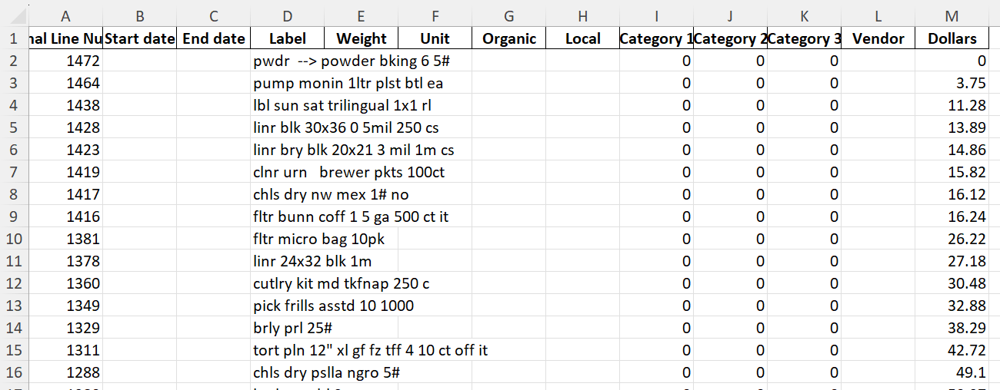 A B C D E F G H I J K L M
1 nal Line Nu Start date End date Label Weight Unit Organic Local Category 1 Category 2 Category 3 Vendor Dollars
2 1472 pwdr --> powder bking 6 5# 0 0 0 0
3 1464 pump monin 1ltr plst btl ea 0 0 0 3.75
4 1438 lbl sun sat trilingual 1x1 rl 0 0 0 11.28
5 1428 linr blk 30x36 0 5mil 250 cs 0 0 0 13.89
6 1423 linr bry blk 20x21 3 mil 1m cs 0 0 0 14.86
7 1419 clnr urn   brewer pkts 100ct 0 0 0 15.82
8 1417 chls dry nw mex 1# no 0 0 0 16.12
9 1416 fltr bunn coff 1 5 ga 500 ct it 0 0 0 16.24
10 1381 fltr micro bag 10pk 0 0 0 26.22
11 1378 linr 24x32 blk 1m 0 0 0 27.18
12 1360 cutlry kit md tkfnap 250 c 0 0 0 30.48
13 1349 pick frills asstd 10 1000 0 0 0 32.88
14 1329 brly prl 25# 0 0 0 38.29
15 1311 tort pln 12" xl gf fz tff 4 10 ct off it 0 0 0 42.72
16 1288 chls dry pslla ngro 5# 0 0 0 49.1